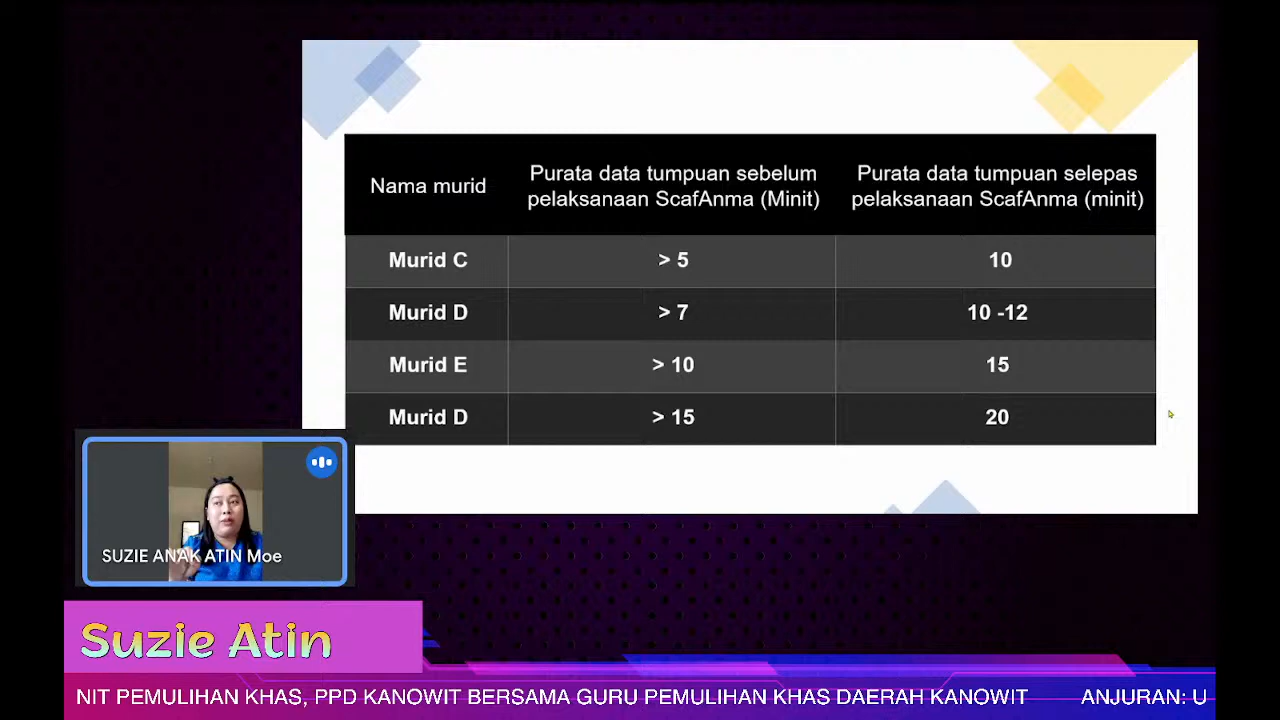 Nama murid
Purata data tumpuan sebelum
pelaksanaan ScafAnma (Minit)
Purata data tumpuan selepas
pelaksanaan ScafAnma (minit)
Murid C
> 5
10
Murid D
> 7
10 -12
Murid E
> 10
15
Murid D
> 15
20
SUZIE ANAK ATIN Moe
Suzie Atin
NIT PEMULIHAN KHAS, PPD KANOWIT BERSAMA GURU PEMULIHAN KHAS DAERAH KANOWIT ANJURAN: U